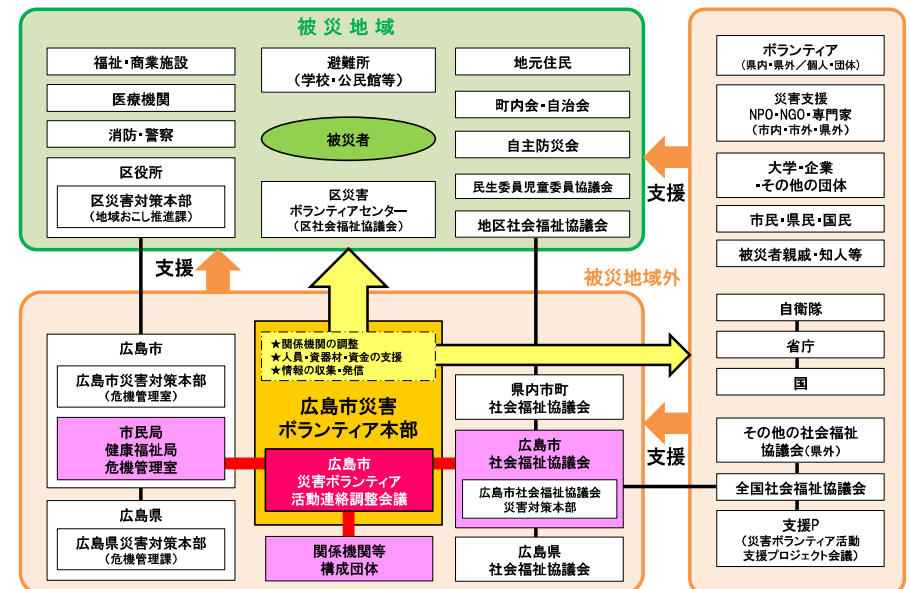 被災地域
福祉・商業施設
医療機関
消防・警察
区役所
区災害対策本部
(地域おこし推進課)
避難所
(学校・公民館等)
被災者
区災害
ボランティアセンター
(区社会福祉協議会)
地元住民
町内会・自治会
自主防災会
民生委員児童委員協議会
地区社会福祉協議会
支援
支援
被災地域外
ボランティア
(県内・県外／個人・団体)
災害支援
NPO・NGO・専門家
(市内・市外・県外)
大学・企業
・その他の団体
市民・県民・国民
被災者親戚・知人等
自衛隊
省庁
国
その他の社会福祉
協議会(県外)
全国社会福祉協議会
支援P
(災害ボランティア活動
支援プロジェクト会議)
支援
広島市
広島市災害対策本部
(危機管理室)
市民局
健康福祉局
危機管理室
広島県
広島県災害対策本部
(危機管理課)
★関係機関の調整
★人員・資器材・資金の支援
★情報の収集・発信
広島市災害
ボランティア本部
広島市
災害ボランティア
活動連絡調整会議
関係機関等
構成団体
県内市町
社会福祉協議会
広島市
社会福祉協議会
広島市社会福祉協議会
災害対策本部
広島県
社会福祉協議会